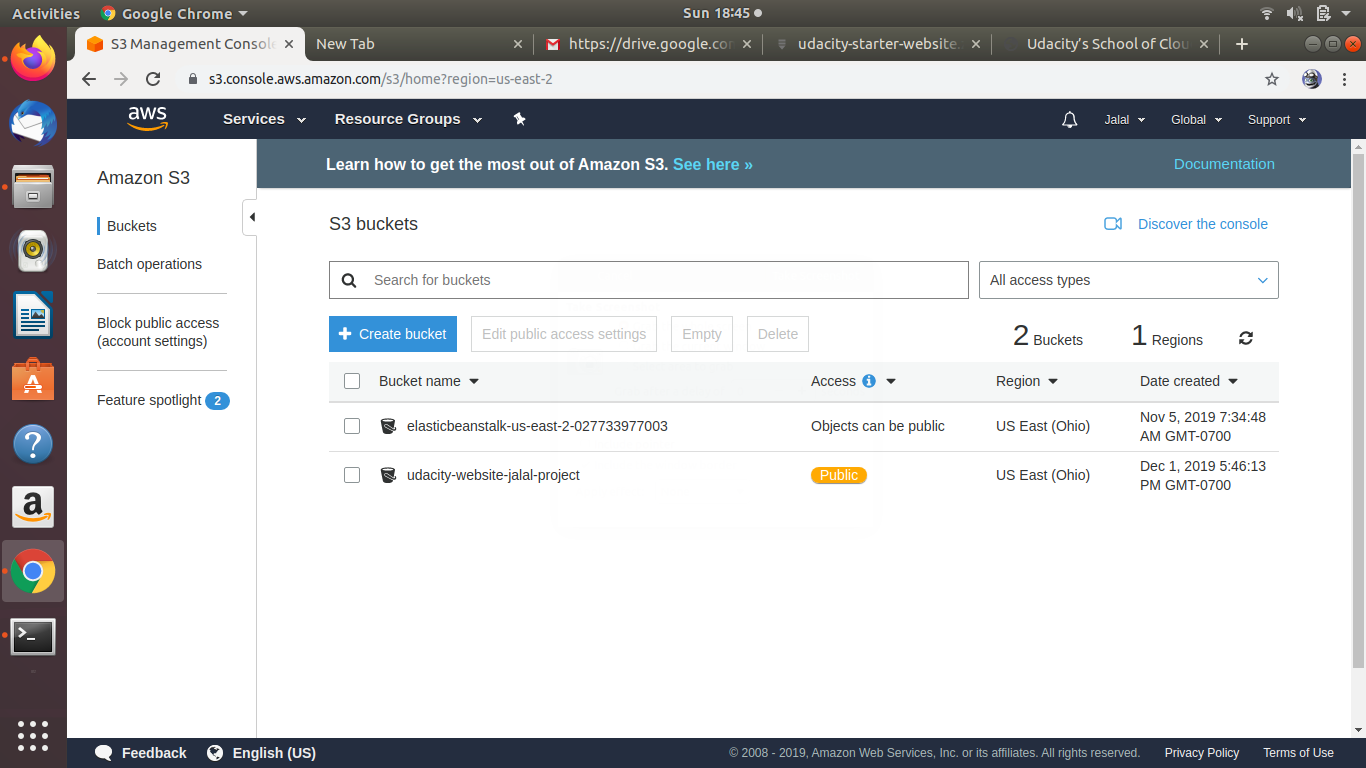 Activities
Google Chrome
Sun 18:45
S3 Management Console
New Tab
https://drive.google.co
udacity-starter-website.
Udacity's School of Clou
s3.console.aws.amazon.com/s3/home?region=us-east-2
aws
Services
Resource Groups
Jalal
Global
Support
Amazon S3
Buckets
Batch operations
Block public access
(account settings)
Feature spotlight 2
Learn how to get the most out of Amazon S3. See here »
Documentation
S3 buckets
Discover the console
Search for buckets
All access types
Create bucket
Edit public access settings
Empty
Delete
2 Buckets
1 Regions
Bucket name
Access
Region
Date created
elasticbeanstalk-us-east-2-027733977003
Objects can be public
US East (Ohio)
Nov 5, 2019 7:34:48
AM GMT-0700
udacity-website-jalal-project
Public
US East (Ohio)
Dec 1, 2019 5:46:13
PM GMT-0700
Feedback
English (US)
© 2008 - 2019, Amazon Web Services, Inc. or its affiliates. All rights reserved.
Privacy Policy
Terms of Use